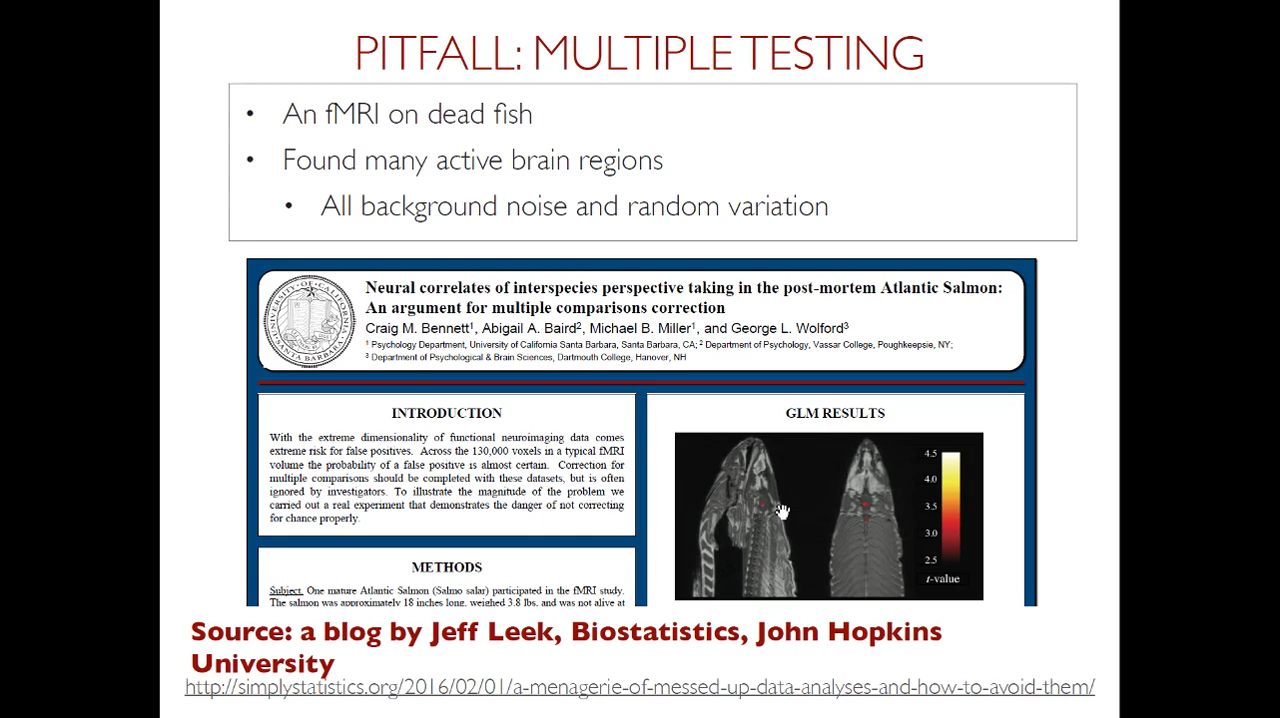 PITFALL: MULTIPLE TESTING
• An fMRI on dead fish
• Found many active brain regions
• All background noise and random variation
Neural correlates of interspecies perspective taking in the post-mortem Atlantic Salmon:
An argument for multiple comparisons correction
Craig M. Bennett1, Abigail A. Baird2, Michael B. Miller1, and George L. Wolford3
1 Psychology Department, University of California Santa Barbara, Santa Barbara, CA; 2 Department of Psychology, Vassar College, Poughkeepsie, NY;
3 Department of Psychological & Brain Sciences, Dartmouth College, Hanover, NH
INTRODUCTION
With the extreme dimensionality of functional neuroimaging data comes
extreme risk for false positives. Across the 130,000 voxels in a typical fMRI
volume the probability of a false positive is almost certain. Correction for
multiple comparisons should be completed with these datasets, but is often
ignored by investigators. To illustrate the magnitude of the problem we
carried out a real experiment that demonstrates the danger of not correcting
for chance properly.
METHODS
Subject. One mature Atlantic Salmon (Salmo salar) participated in the fMRI study.
The salmon was approximately 18 inches long, weighed 3.8 lbs, and was not alive at
GLM RESULTS
4.5
4.0
3.5
3.0
2.5
t-value
Source: a blog by Jeff Leek, Biostatistics, John Hopkins
University
http://simplystatistics.org/2016/02/01/a-menagerie-of-messed-up-data-analyses-and-how-to-avoid-them/